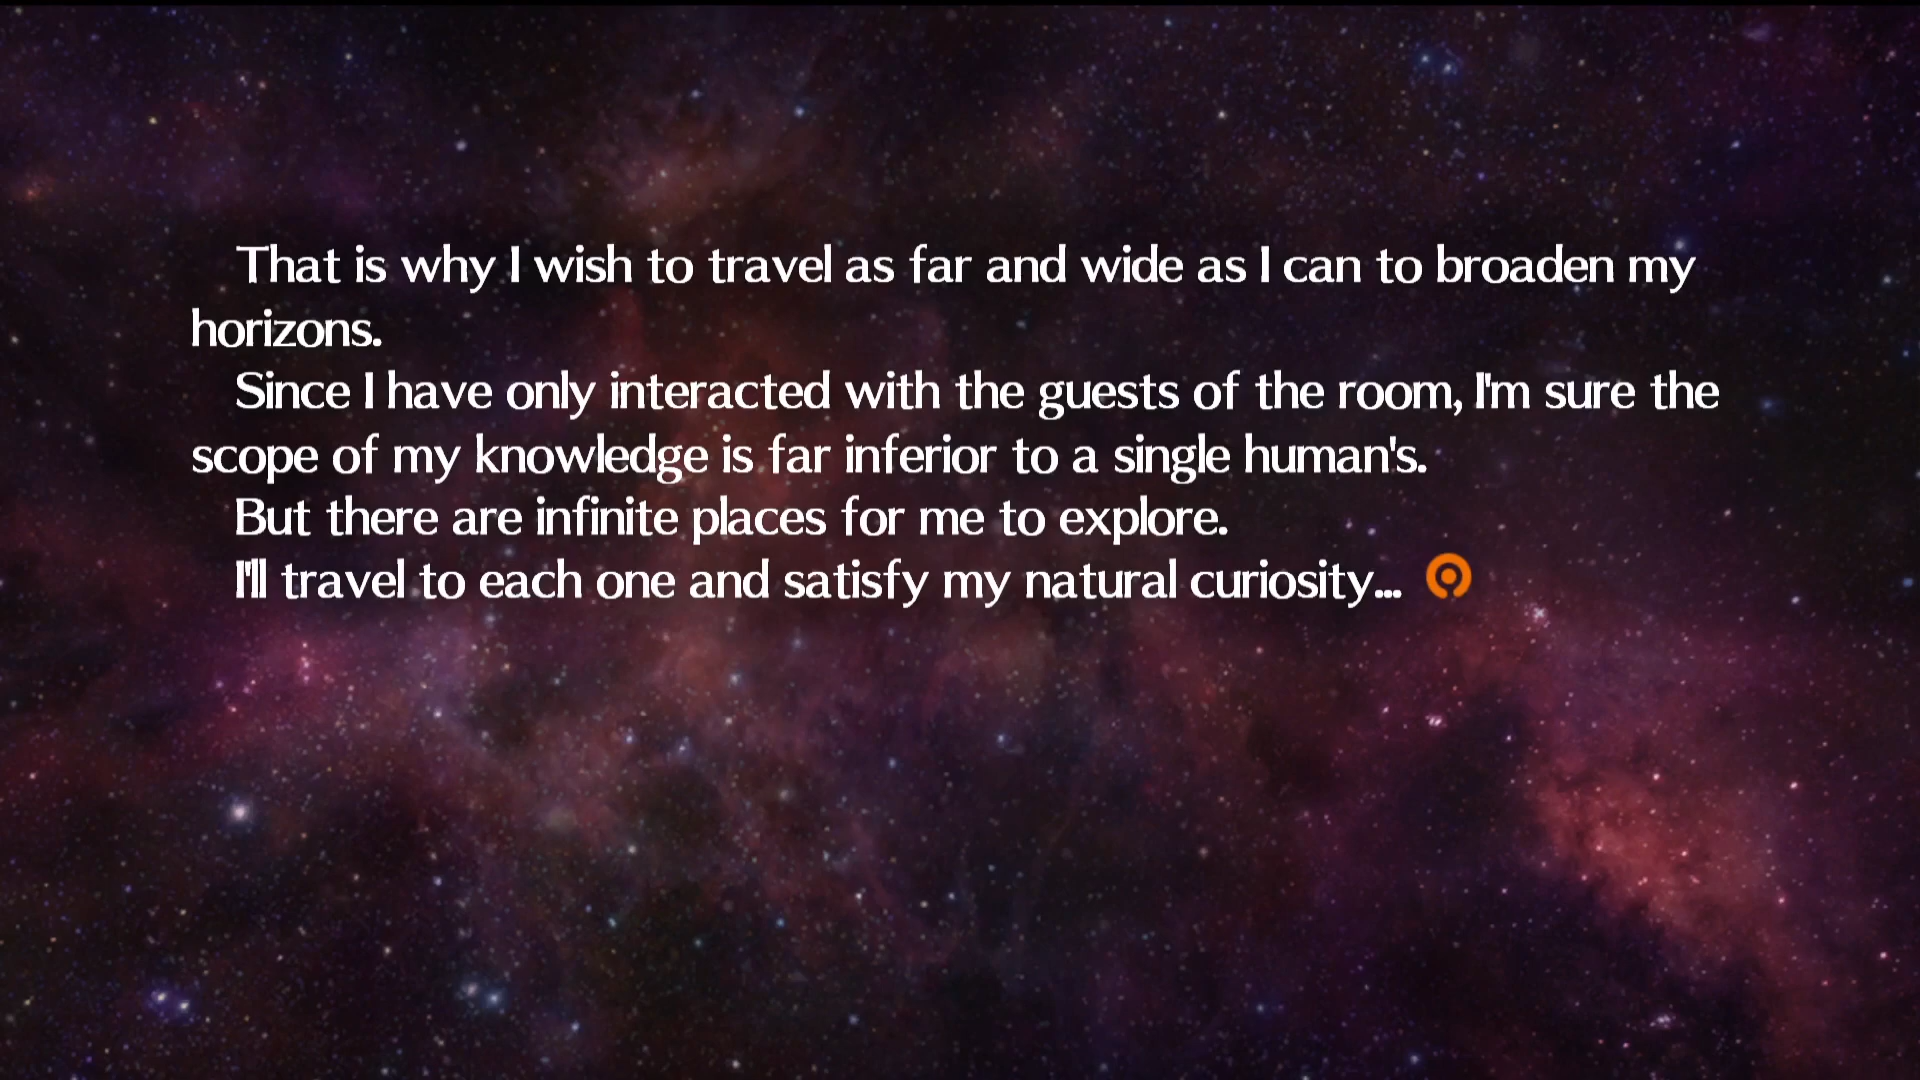 That is why I wish to travel as far and wide as I can to broaden my
horizons.
Since I have only interacted with the guests of the room, I'm sure the
scope of my knowledge is far inferior to a single human's.
But there are infinite places for me to explore.
I'll travel to each one and satisfy my natural curiosity...